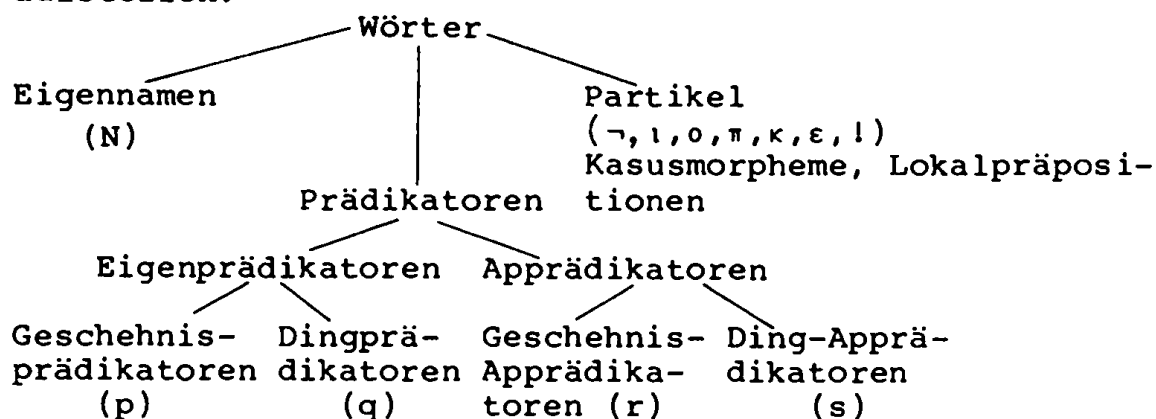 Wörter
Eigennamen Partikel
(N) (¬,ι,ο,π,κ,ε,!)
Kasusmorpheme, Lokalpräposi-
Prädikatoren tionen
Eigenprädikatoren Apprädikatoren
Geschehnis- Dingprä- Geschehnis- Ding-Apprä-
prädikatoren dikatoren Apprädika- dikatoren
(p) (q) toren (r) (s)